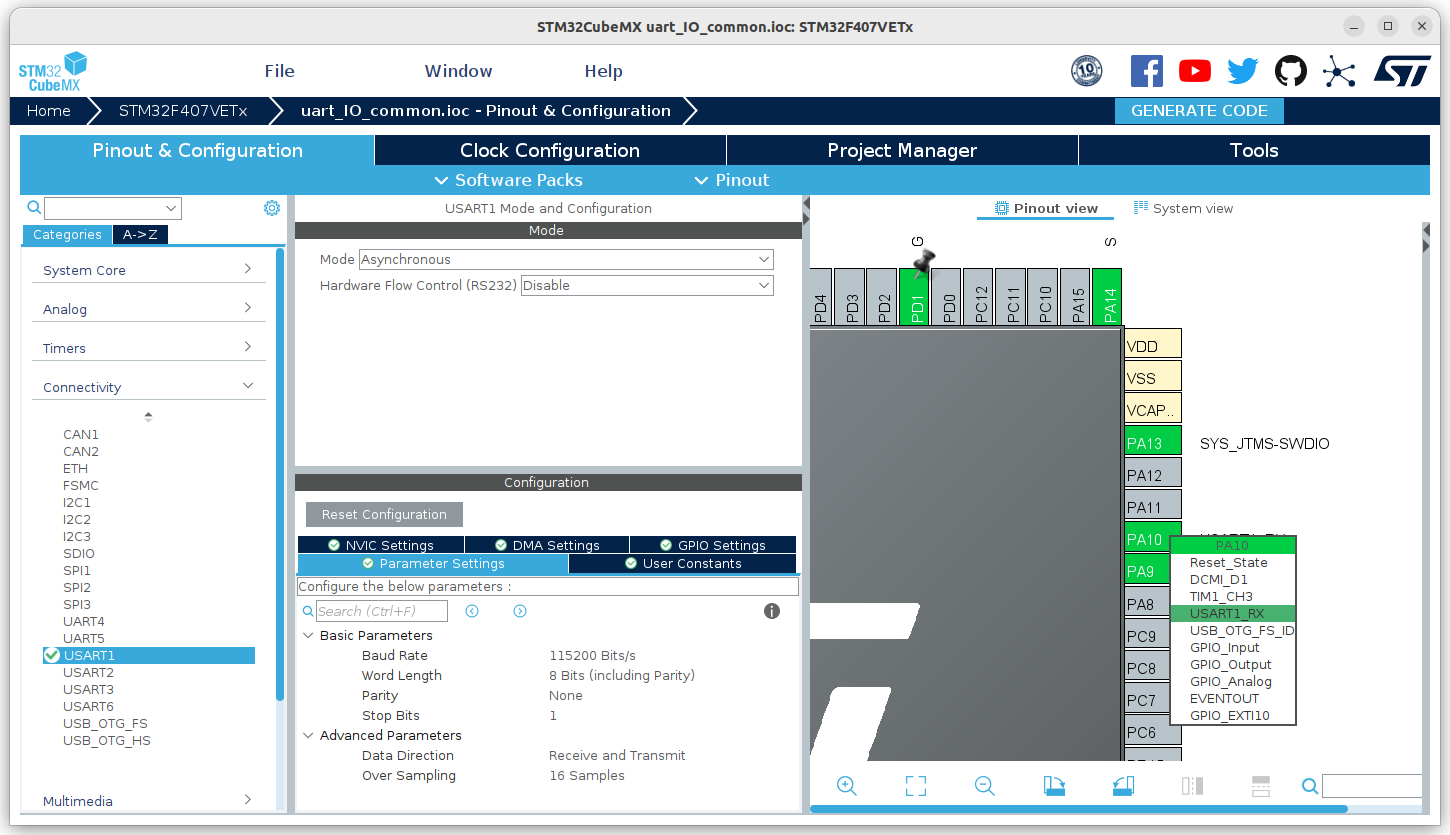 STM32CubeMX uart_IO_common.ioc: STM32F407VETx
STM32
CubeMX
File
Window
Help
10
Home
STM32F407VETx
uart_IO_common.ioc - Pinout & Configuration
GENERATE CODE
Pinout & Configuration
Clock Configuration
Project Manager
Tools
Software Packs
Pinout
Categories
A->Z
System Core
Analog
Timers
Connectivity
CAN1
CAN2
ETH
FSMC
I2C1
I2C2
I2C3
SDIO
SPI1
SPI2
SPI3
UART4
UART5
USART1
USART2
USART3
USART6
USB_OTG_FS
USB_OTG_HS
Multimedia
USART1 Mode and Configuration
Mode
Mode Asynchronous
Hardware Flow Control (RS232) Disable
Configuration
Reset Configuration
NVIC Settings
DMA Settings
GPIO Settings
Parameter Settings
User Constants
Configure the below parameters :
Search (Ctrl+F)
Basic Parameters
Baud Rate 115200 Bits/s
Word Length 8 Bits (including Parity)
Parity None
Stop Bits 1
Advanced Parameters
Data Direction Receive and Transmit
Over Sampling 16 Samples
Pinout view
System view
G
S
PD4
PD3
PD2
PD1
PD0
PC12
PC11
PC10
PA15
PA14
VDD
VSS
VCAP..
PA13 SYS_JTMS-SWDIO
PA12
PA11
PA10
PA9
PA8
PC9
PC8
PC7
PC6
PA10
Reset_State
DCMI_D1
TIM1_CH3
USART1_RX
USB_OTG_FS_ID
GPIO_Input
GPIO_Output
GPIO_Analog
EVENTOUT
GPIO_EXTI10